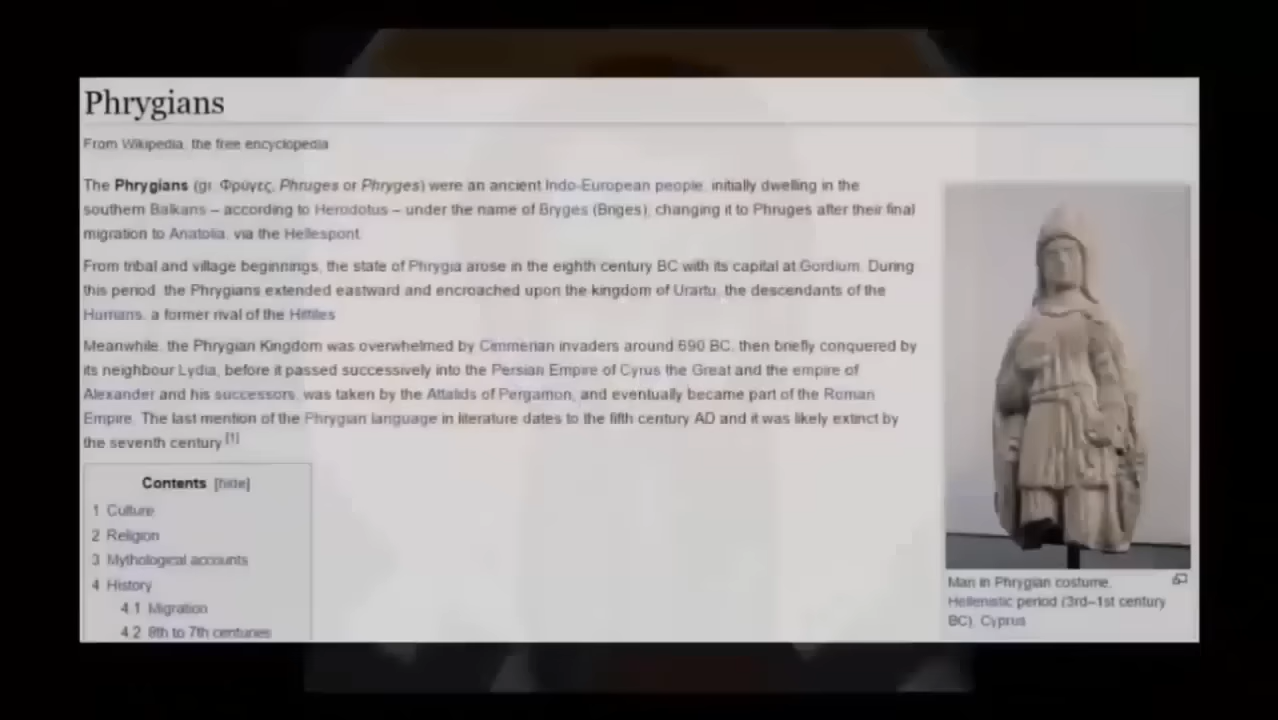 Phrygians
From Wikipedia, the free encyclopedia
The Phrygians (gr. Φρύγες, Phruges or Phryges) were an ancient Indo-European people, initially dwelling in the
southern Balkans – according to Herodotus – under the name of Bryges (Briges), changing it to Phruges after their final
migration to Anatolia, via the Hellespont.
From tribal and village beginnings, the state of Phrygia arose in the eighth century BC with its capital at Gordium. During
this period, the Phrygians extended eastward and encroached upon the kingdom of Urartu, the descendants of the
Hurrians, a former rival of the Hittites.
Meanwhile, the Phrygian Kingdom was overwhelmed by Cimmerian invaders around 690 BC, then briefly conquered by
its neighbour Lydia, before it passed successively into the Persian Empire of Cyrus the Great and the empire of
Alexander and his successors, was taken by the Attalids of Pergamon, and eventually became part of the Roman
Empire. The last mention of the Phrygian language in literature dates to the fifth century AD and it was likely extinct by
the seventh century.[1]
Contents [hide]
1 Culture
2 Religion
3 Mythological accounts
4 History
4.1 Migration
4.2 8th to 7th centuries
Man in Phrygian costume,
Hellenistic period (3rd–1st century
BC), Cyprus